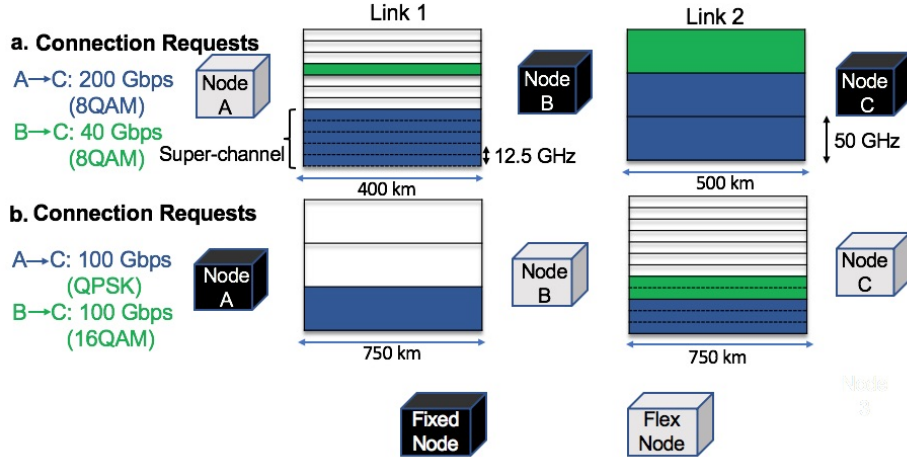 Link 1
Link 2
a. Connection Requests
A→C: 200 Gbps
(8QAM)
B→C: 40 Gbps
(8QAM)
Node
A
Super-channel
12.5 GHz
400 km
Node
B
Node
C
50 GHz
500 km
b. Connection Requests
A→C: 100 Gbps
(QPSK)
B→C: 100 Gbps
(16QAM)
Node
A
750 km
Node
B
750 km
Node
C
Fixed
Node
Flex
Node
Node
3